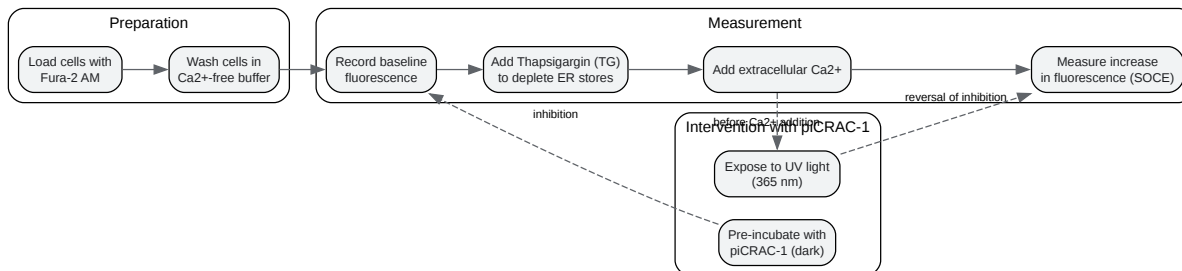 Preparation
Load cells with
Fura-2 AM
Wash cells in
Ca2+-free buffer
Measurement
Record baseline
fluorescence
Add Thapsigargin (TG)
to deplete ER stores
Add extracellular Ca2+
Measure increase
in fluorescence (SOCE)
inhibition
before Ca2+ addition
reversal of inhibition
Intervention with piCRAC-1
Expose to UV light
(365 nm)
Pre-incubate with
piCRAC-1 (dark)